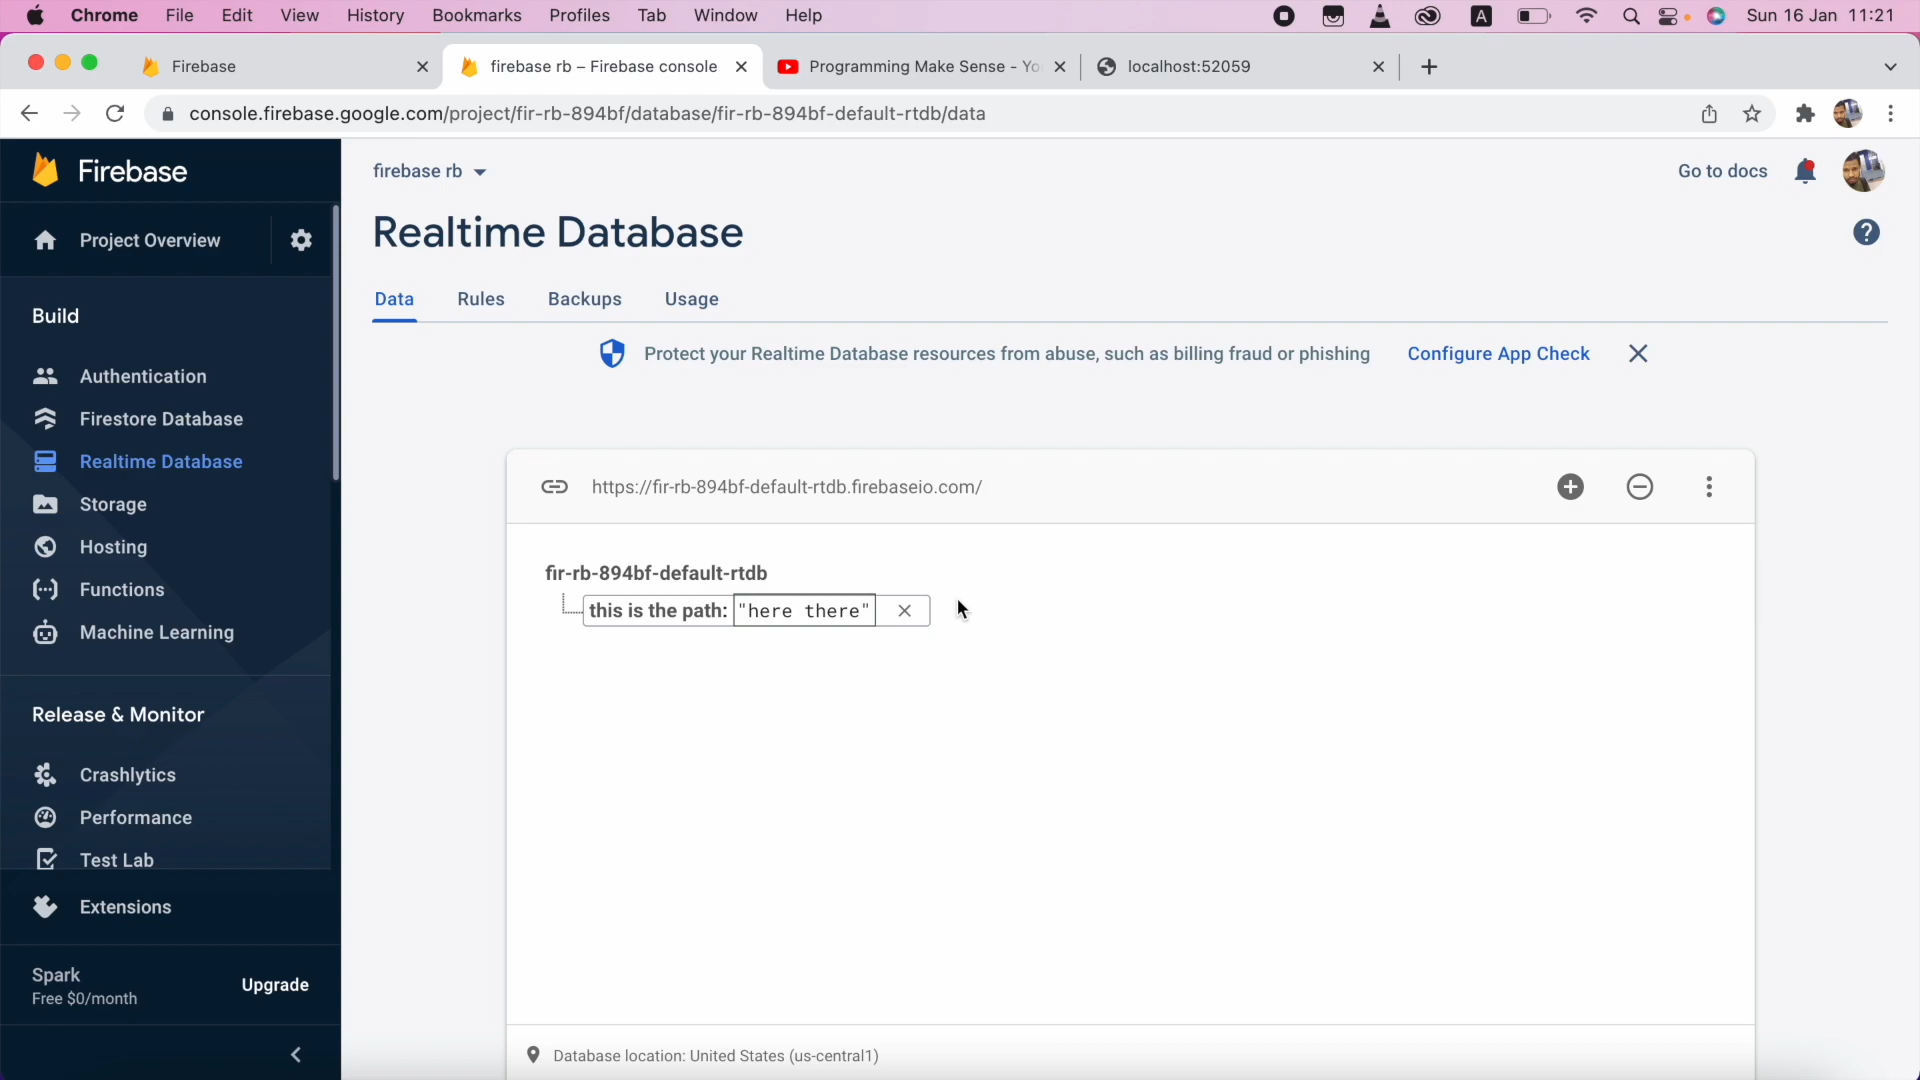 Chrome File Edit View History Bookmarks Profiles Tab Window Help A Sun 16 Jan 11:21
Firebase firebase rb – Firebase console Programming Make Sense - Yo localhost:52059
console.firebase.google.com/project/fir-rb-894bf/database/fir-rb-894bf-default-rtdb/data
Firebase
Project Overview
Build
Authentication
Firestore Database
Realtime Database
Storage
Hosting
Functions
Machine Learning
Release & Monitor
Crashlytics
Performance
Test Lab
Extensions
Spark
Free $0/month
Upgrade
firebase rb
Go to docs
Realtime Database
Data Rules Backups Usage
Protect your Realtime Database resources from abuse, such as billing fraud or phishing Configure App Check
https://fir-rb-894bf-default-rtdb.firebaseio.com/
fir-rb-894bf-default-rtdb
this is the path: "here there"
Database location: United States (us-central1)